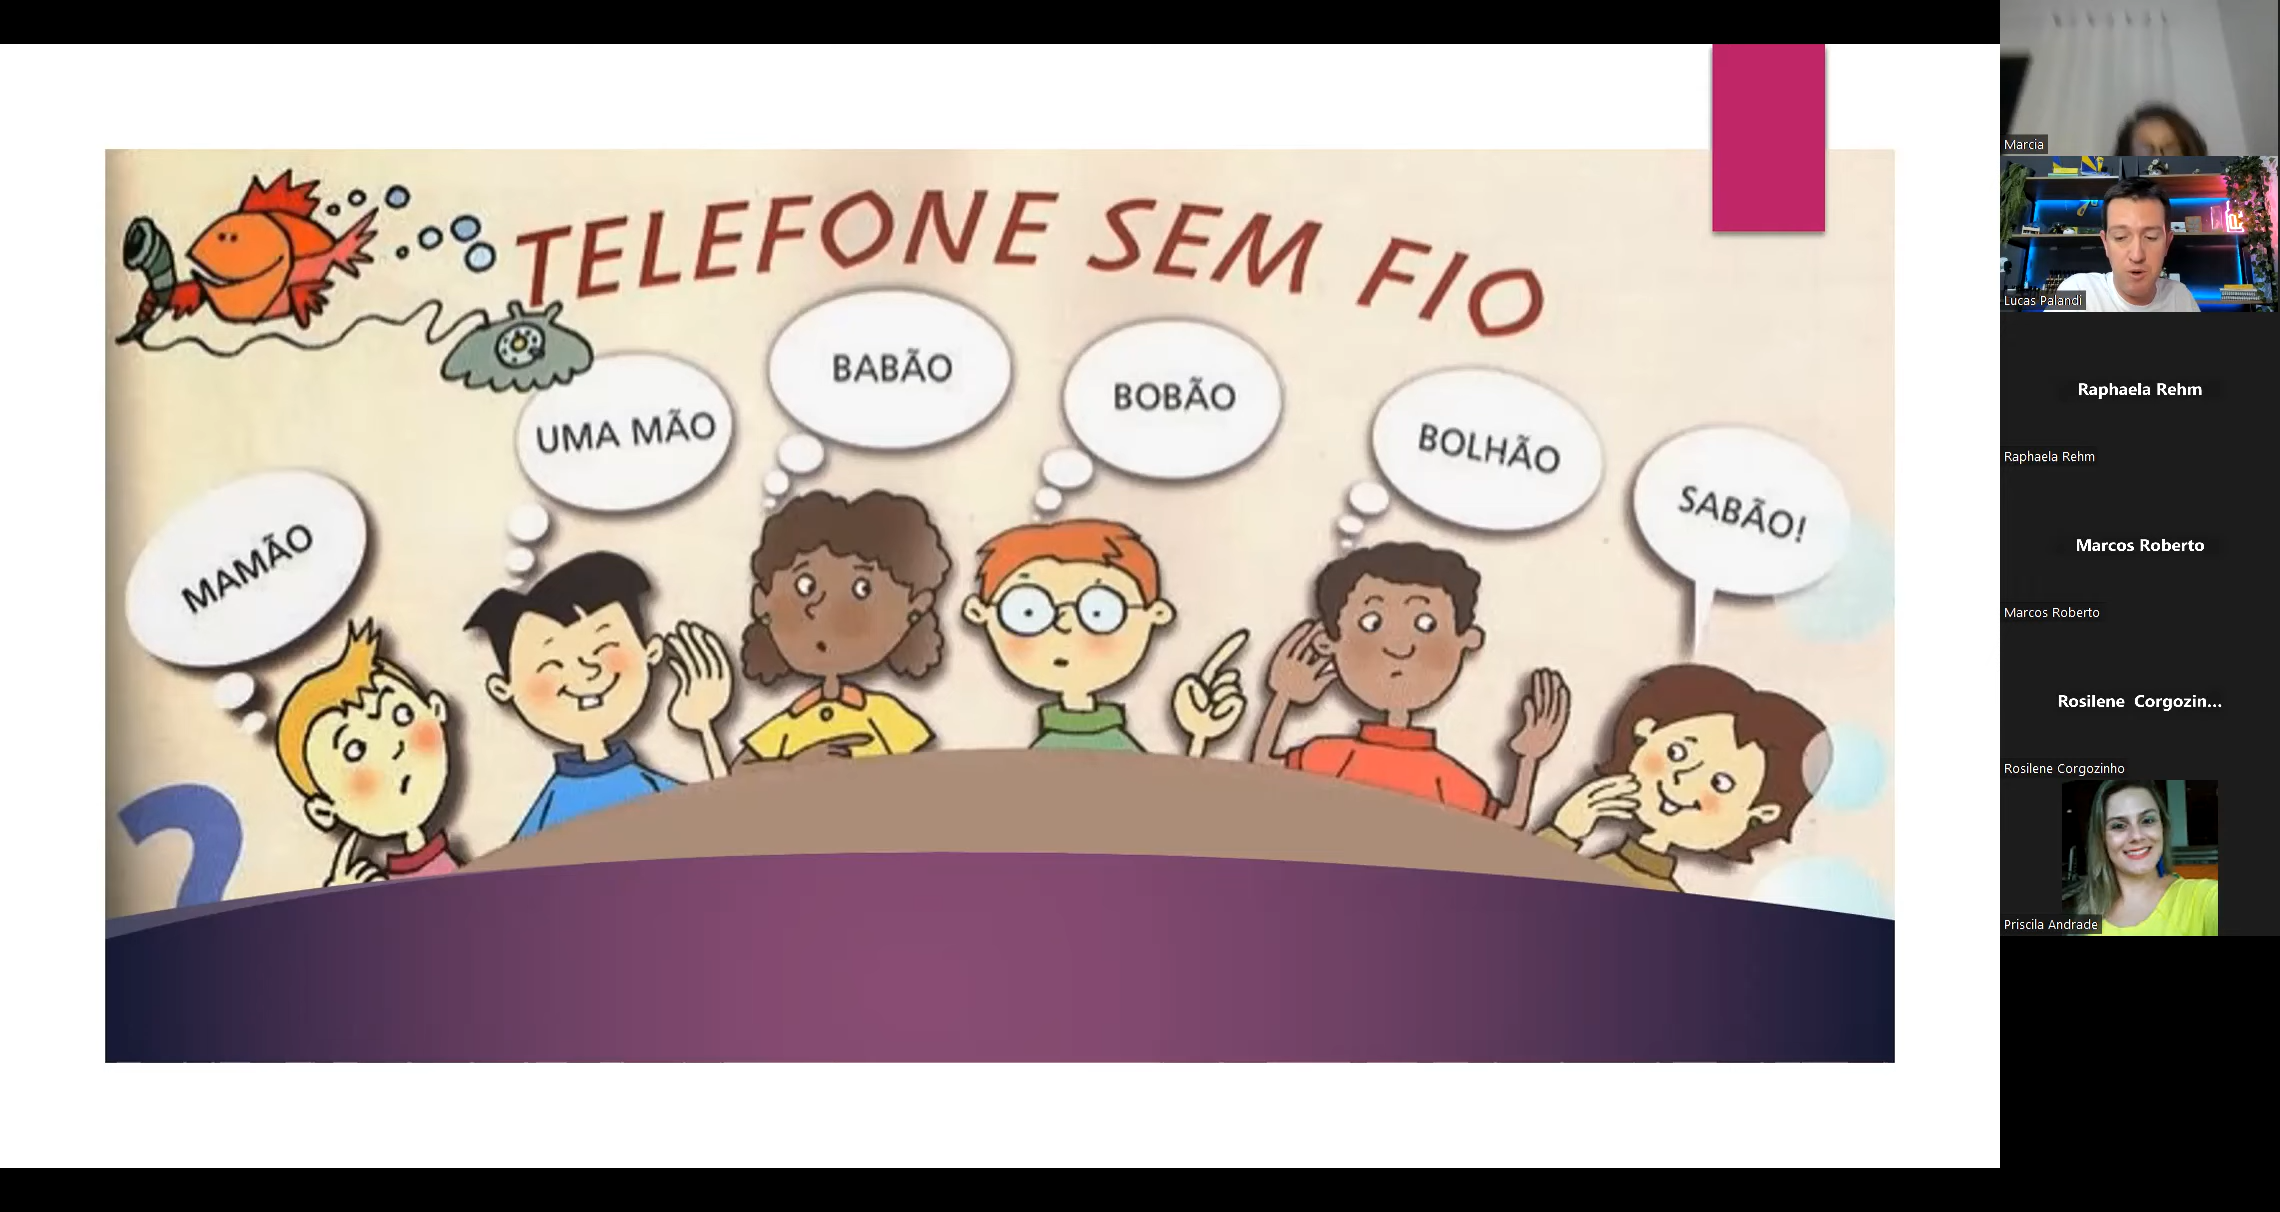 TELEFONE SEM FIO
MAMÃO
UMA MÃO
BABÃO
BOBÃO
BOLHÃO
SABÃO!
Marcia
Lucas Palandi
Raphaela Rehm
Raphaela Rehm
Marcos Roberto
Marcos Roberto
Rosilene Corgozin...
Rosilene Corgozinho
Priscila Andrade